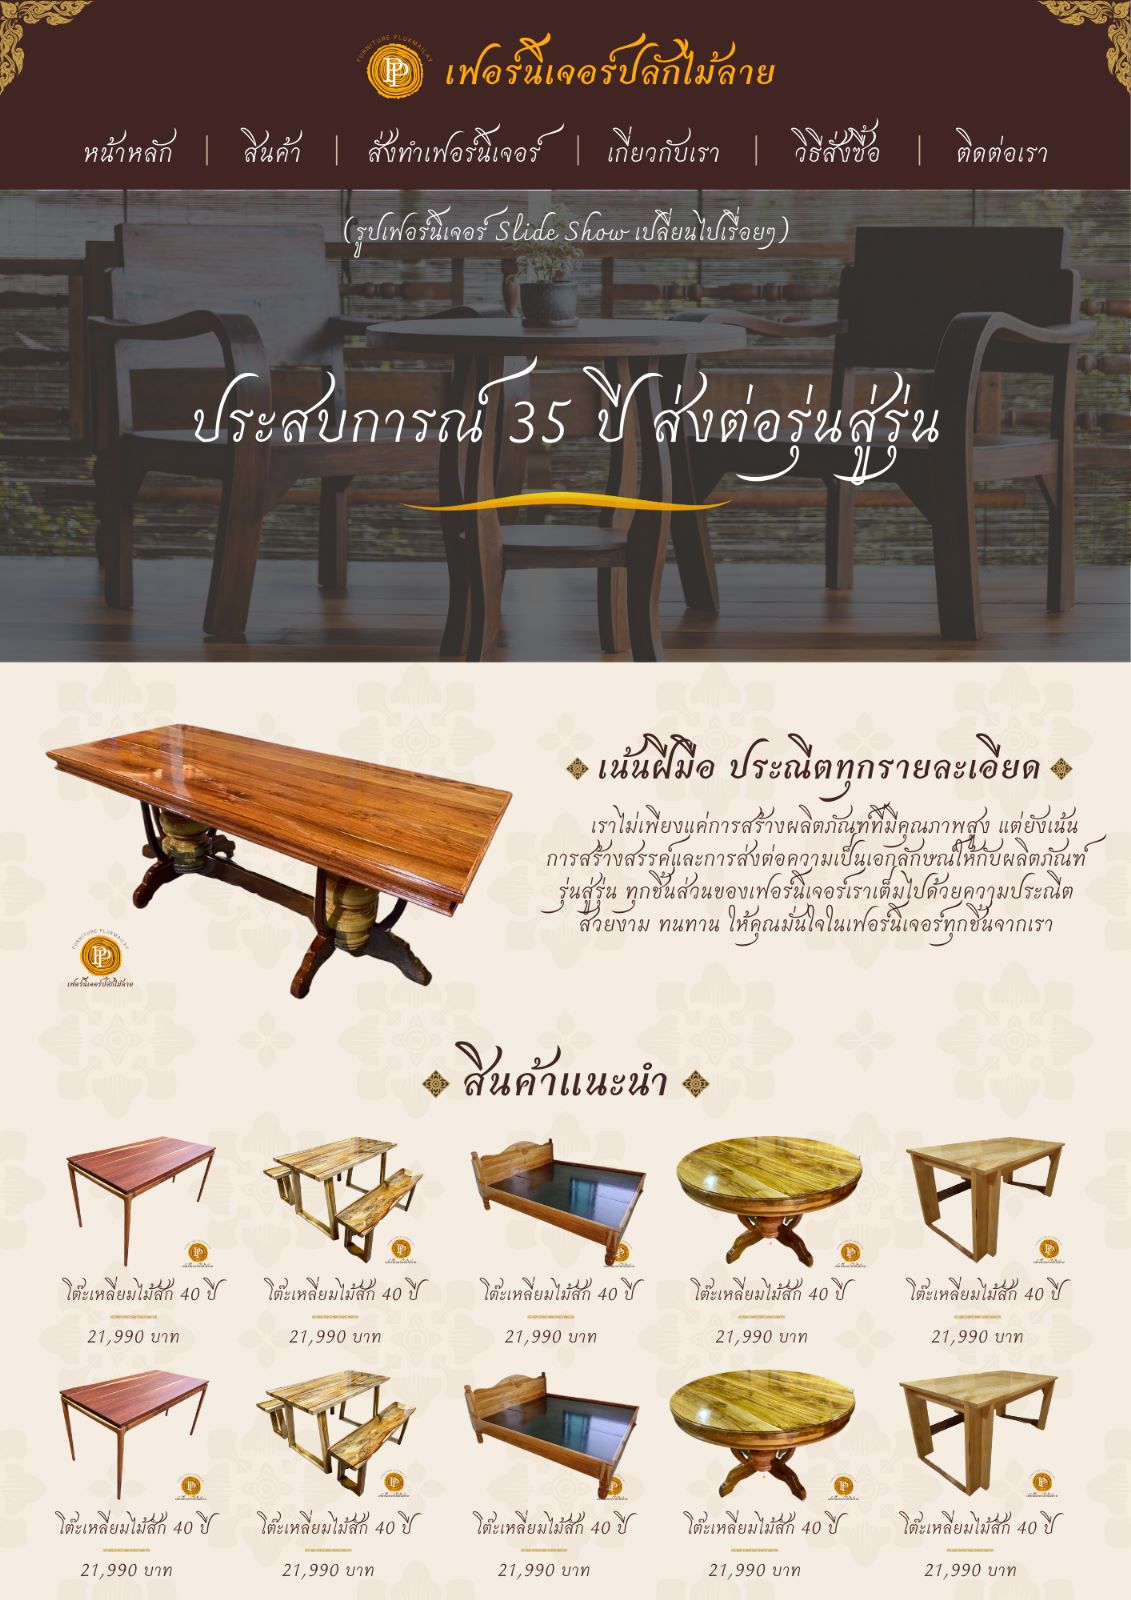 FURNITURE PLUKMAILAY
PP
เฟอร์นิเจอร์ปลักไม้ลาย
หน้าหลัก | สินค้า | สั่งทำเฟอร์นิเจอร์ | เกี่ยวกับเรา | วิธีสั่งซื้อ | ติดต่อเรา
(รูปเฟอร์นิเจอร์ Slide Show เปลี่ยนไปเรื่อยๆ)
ประสบการณ์ 35 ปี ส่งต่อรุ่นสู่รุ่น
เน้นฝีมือ ประณีตทุกรายละเอียด
เราไม่เพียงแค่การสร้างผลิตภัณฑ์ที่มีคุณภาพสูง แต่ยังเน้น
การสร้างสรรค์และการส่งต่อความเป็นเอกลักษณ์ให้กับผลิตภัณฑ์
รุ่นสู่รุ่น ทุกชิ้นส่วนของเฟอร์นิเจอร์เราเต็มไปด้วยความประณีต
สวยงาม ทนทาน ให้คุณมั่นใจในเฟอร์นิเจอร์ทุกชิ้นจากเรา
FURNITURE PLUKMAILAY
PP
เฟอร์นิเจอร์ปลักไม้ลาย
สินค้าแนะนำ
โต๊ะเหลี่ยมไม้สัก 40 ปี โต๊ะเหลี่ยมไม้สัก 40 ปี โต๊ะเหลี่ยมไม้สัก 40 ปี โต๊ะเหลี่ยมไม้สัก 40 ปี โต๊ะเหลี่ยมไม้สัก 40 ปี
21,990 บาท 21,990 บาท 21,990 บาท 21,990 บาท 21,990 บาท
โต๊ะเหลี่ยมไม้สัก 40 ปี โต๊ะเหลี่ยมไม้สัก 40 ปี โต๊ะเหลี่ยมไม้สัก 40 ปี โต๊ะเหลี่ยมไม้สัก 40 ปี โต๊ะเหลี่ยมไม้สัก 40 ปี
21,990 บาท 21,990 บาท 21,990 บาท 21,990 บาท 21,990 บาท